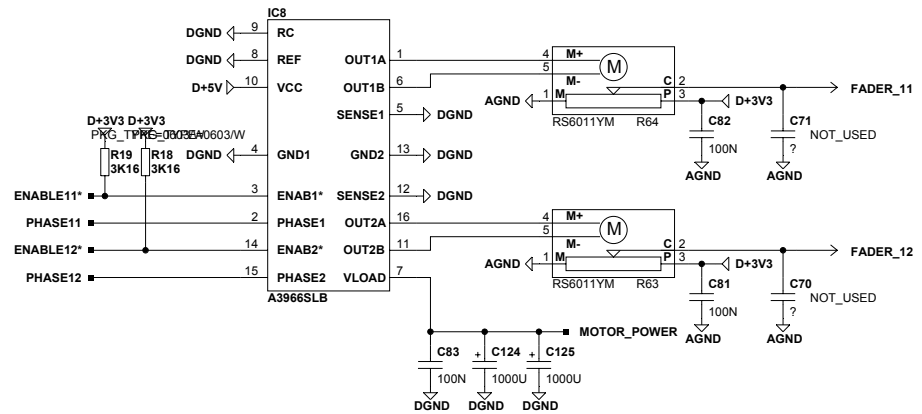 IC8
DGND 9 RC
DGND 8 REF OUT1A 1 4 M+ M
D+5V 10 VCC OUT1B 6 5 M- C 2 FADER_11
SENSE1 5 DGND AGND 1 M P 3 D+3V3
RS6011YM R64 C82 C71 NOT_USED
100N ?
AGND AGND
D+3V3 D+3V3
R19 R18
3K16 3K16
DGND 4 GND1 GND2 13 DGND
ENABLE11* 3 ENAB1* SENSE2 12 DGND
PHASE11 2 PHASE1 OUT2A 16 4 M+ M
ENABLE12* 14 ENAB2* OUT2B 11 5 M- C 2 FADER_12
PHASE12 15 PHASE2 VLOAD 7 AGND 1 M P 3 D+3V3
A3966SLB RS6011YM R63 C81 C70 NOT_USED
100N ?
AGND AGND
MOTOR_POWER
C83 + C124 + C125
100N 1000U 1000U
DGND DGND DGND